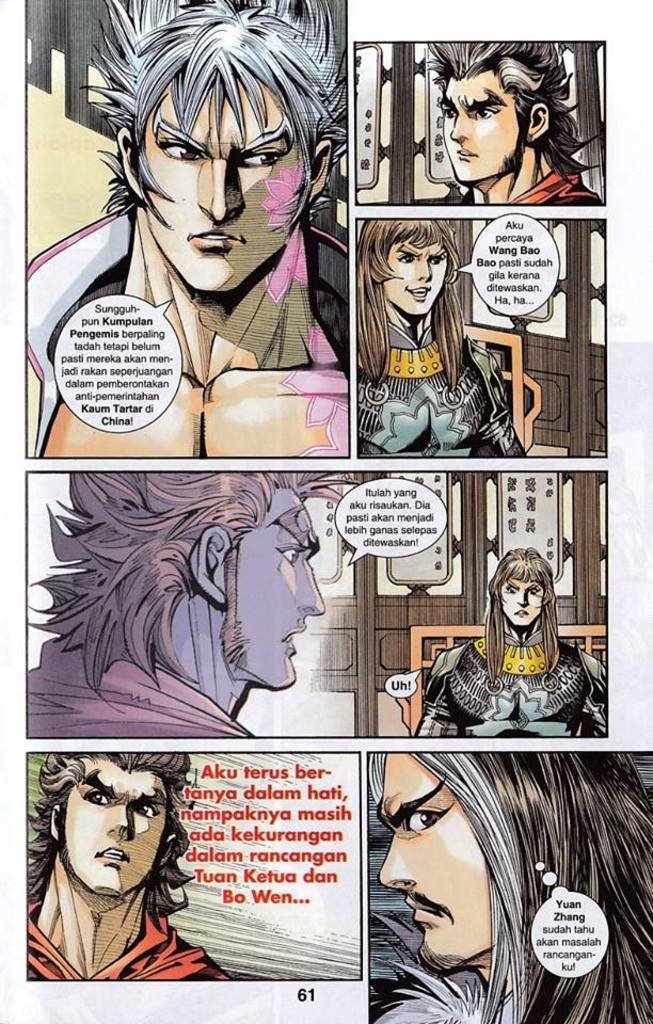 Sungguh-
pun Kumpulan
Pengemis berpaling
tadah tetapi belum
pasti mereka akan men-
jadi rakan seperjuangan
dalam pemberontakan
anti-pemerintahan
Kaum Tartar di
China!
Aku
percaya
Wang Bao
Bao pasti sudah
gila kerana
ditewaskan.
Ha, ha...
Itulah yang
aku risaukan. Dia
pasti akan menjadi
lebih ganas selepas
ditewaskan!
Uh!
Aku terus ber-
tanya dalam hati,
nampaknya masih
ada kekurangan
dalam rancangan
Tuan Ketua dan
Bo Wen...
Yuan
Zhang
sudah tahu
akan masalah
rancangan-
ku!
61